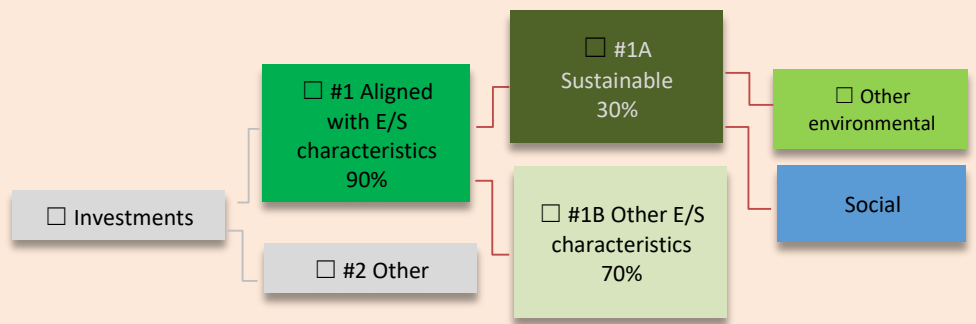 ☐ Investments
☐ #1 Aligned
with E/S
characteristics
90%
☐ #2 Other
☐ #1A
Sustainable
30%
☐ #1B Other E/S
characteristics
70%
☐ Other
environmental
Social